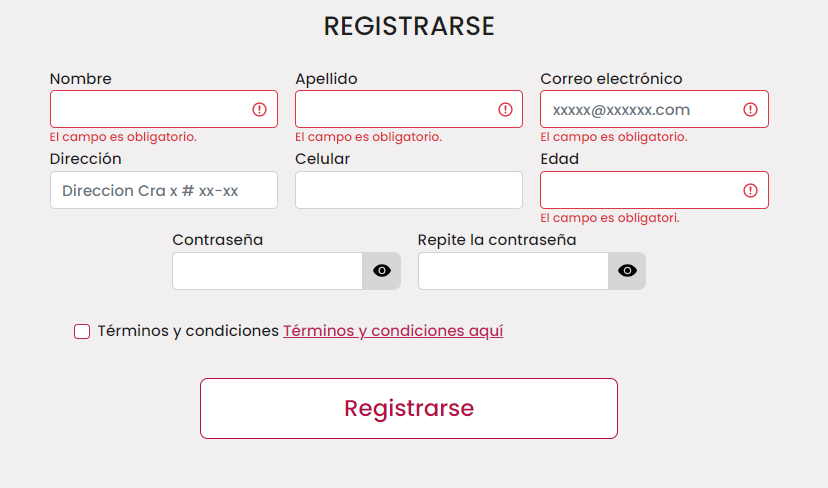 REGISTRARSE
Nombre Apellido Correo electrónico
xxxxx@xxxxxx.com
El campo es obligatorio. El campo es obligatorio. El campo es obligatorio.
Dirección Celular Edad
Direccion Cra x # xx-xx
El campo es obligatori.
Contraseña Repite la contraseña
Términos y condiciones Términos y condiciones aquí
Registrarse